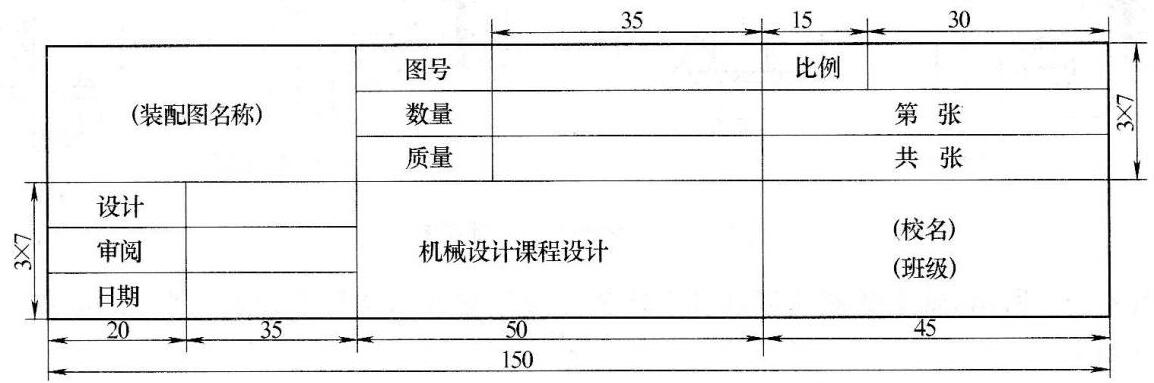 35 15 30
图号 比例
(装配图名称) 数量 第 张 3×7
质量 共 张
设计
3×7 审阅 机械设计课程设计 (校名)
(班级)
日期
20 35 50 45
150